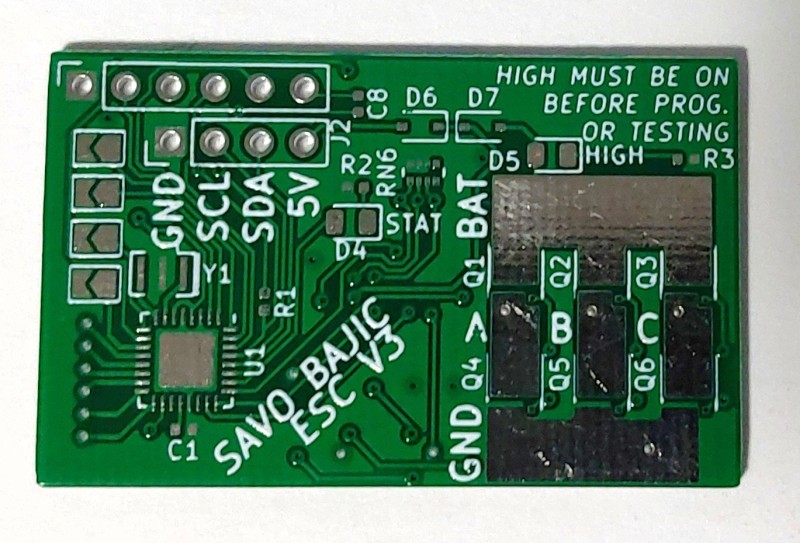 HIGH MUST BE ON
BEFORE PROG.
OR TESTING
C8
D6
D7
J2
D5
HIGH
R3
R2
RN6
GND
SCL
SDA
5V
STAT
D4
BAT
Y1
R1
Q1
Q2
Q3
A
B
C
U1
Q4
Q5
Q6
SAVO BAJIC
ESC V3
C1
GND